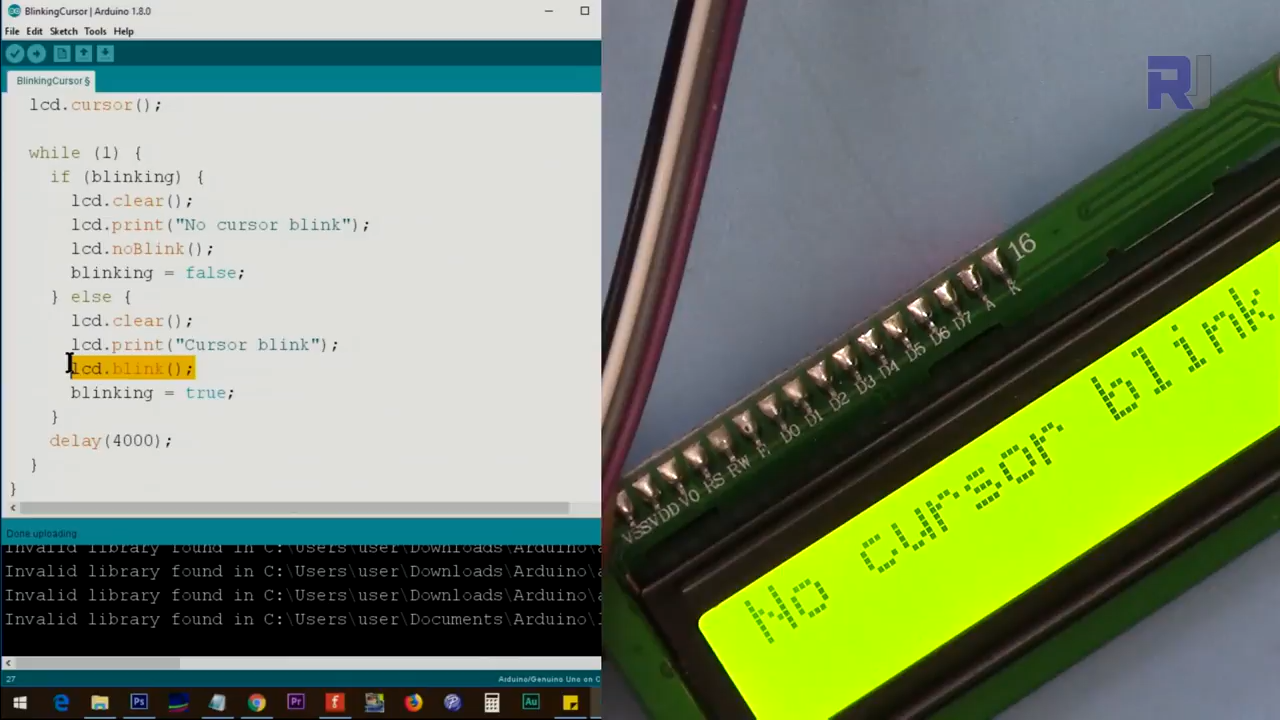 BlinkingCursor | Arduino 1.8.0
File Edit Sketch Tools Help
BlinkingCursor §
lcd.cursor();
while (1) {
if (blinking) {
lcd.clear();
lcd.print("No cursor blink");
lcd.noBlink();
blinking = false;
} else {
lcd.clear();
lcd.print("Cursor blink");
lcd.blink();
blinking = true;
}
delay(4000);
}
}
Done uploading.
Invalid library found in C:\Users\user\Downloads\Arduino\a
Invalid library found in C:\Users\user\Downloads\Arduino\a
Invalid library found in C:\Users\user\Downloads\Arduino\a
Invalid library found in C:\Users\user\Documents\Arduino\l
27
Arduino/Genuino Uno on C
Ps
Pr
f
Au
RJ
16
VSS VDD V0 RS RW E D0 D1 D2 D3 D4 D5 D6 D7 A K
No cursor blink